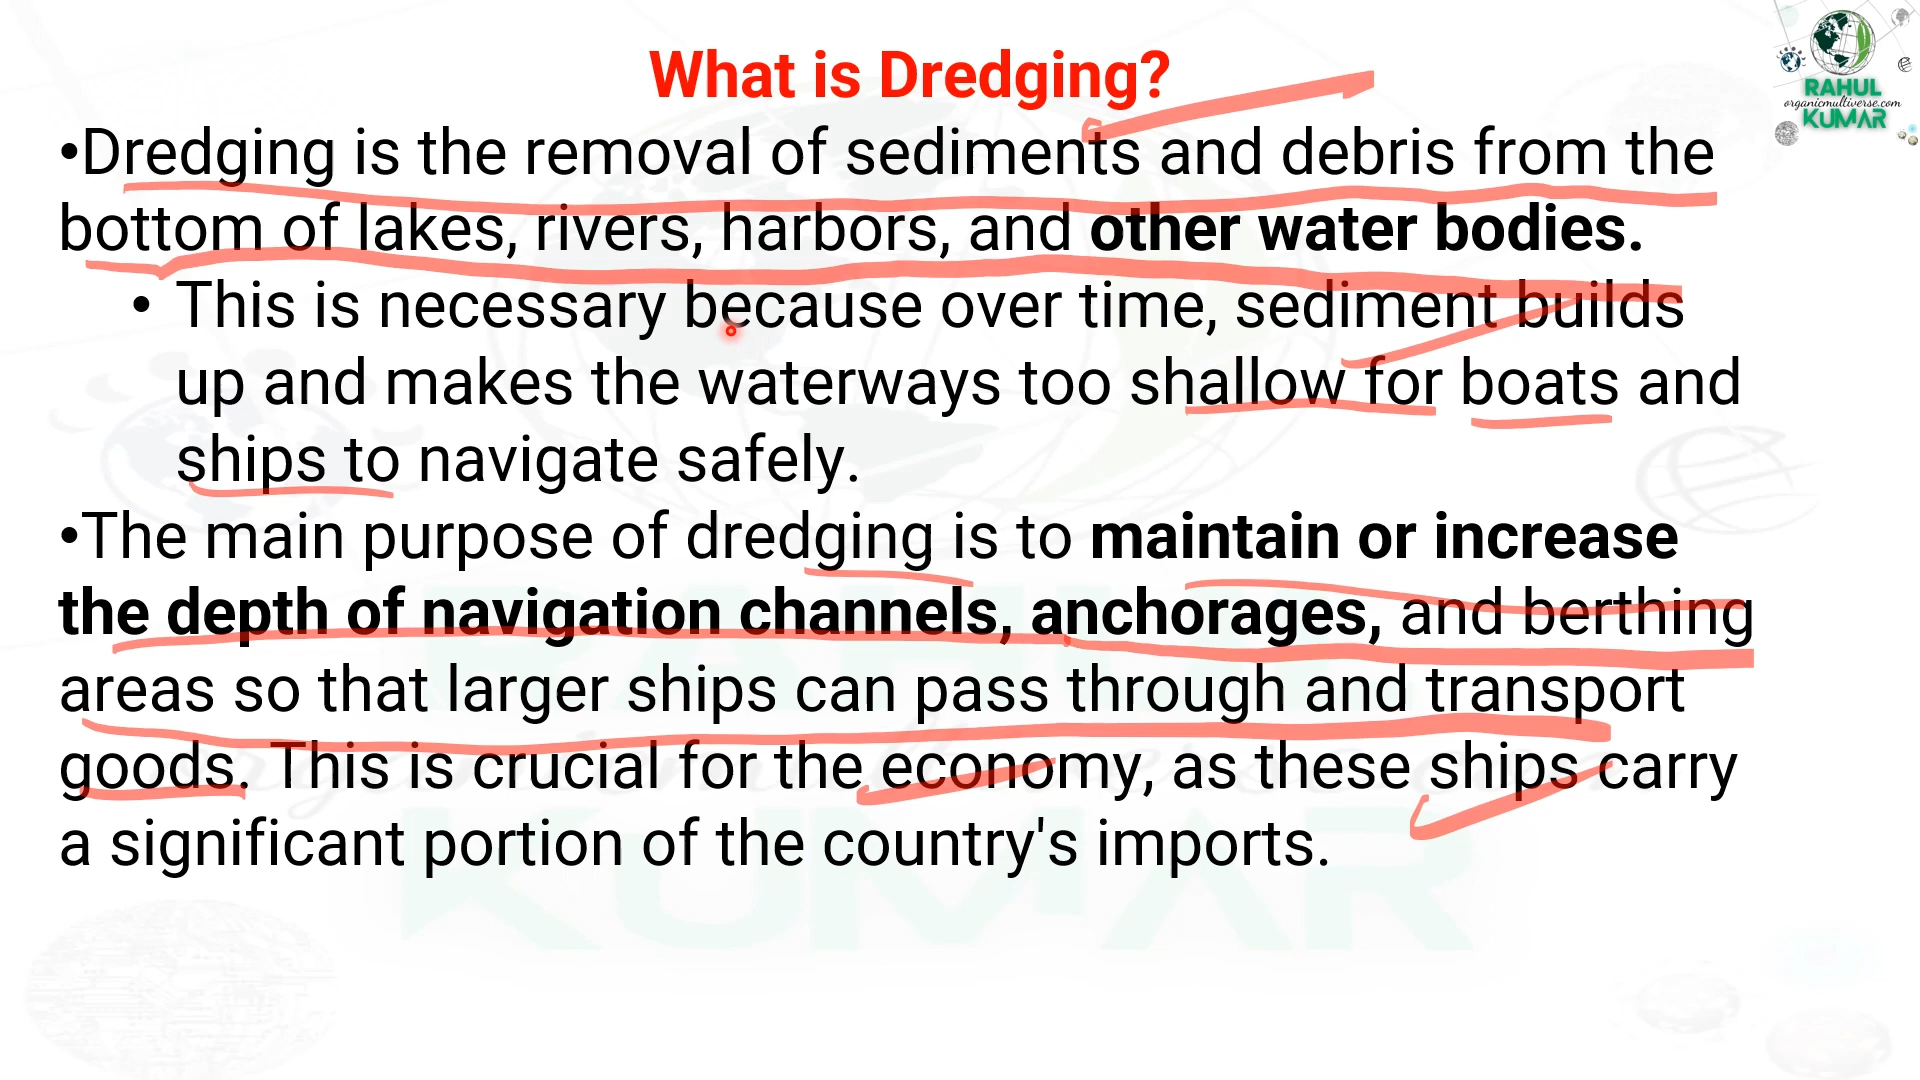 What is Dredging?
•Dredging is the removal of sediments and debris from the
bottom of lakes, rivers, harbors, and other water bodies.
• This is necessary because over time, sediment builds
up and makes the waterways too shallow for boats and
ships to navigate safely.
•The main purpose of dredging is to maintain or increase
the depth of navigation channels, anchorages, and berthing
areas so that larger ships can pass through and transport
goods. This is crucial for the economy, as these ships carry
a significant portion of the country's imports.
RAHUL
organicmultiverse.com
KUMAR